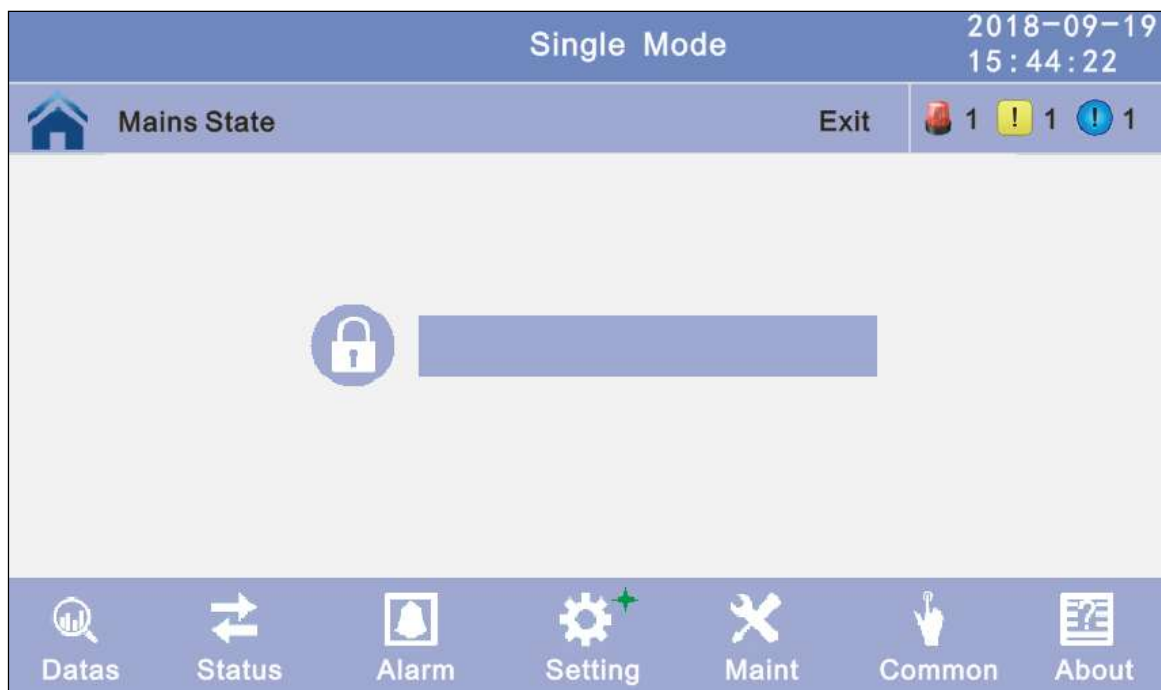 Single Mode
2018-09-19
15:44:22
Mains State
Exit
1
! 1
! 1
Datas
Status
Alarm
Setting
Maint
Common
?
About